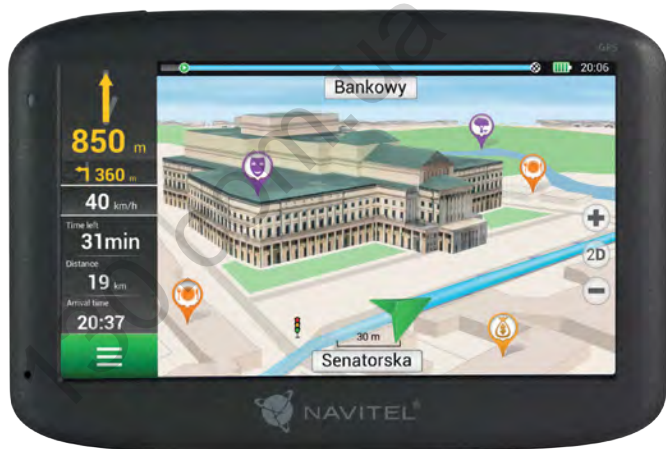 GPS
20:06
Bankowy
850 m
360 m
40 km/h
Time left
31min
Distance
19 km
Arrival time
20:37
2D
30 m
Senatorska
NAVITEL®